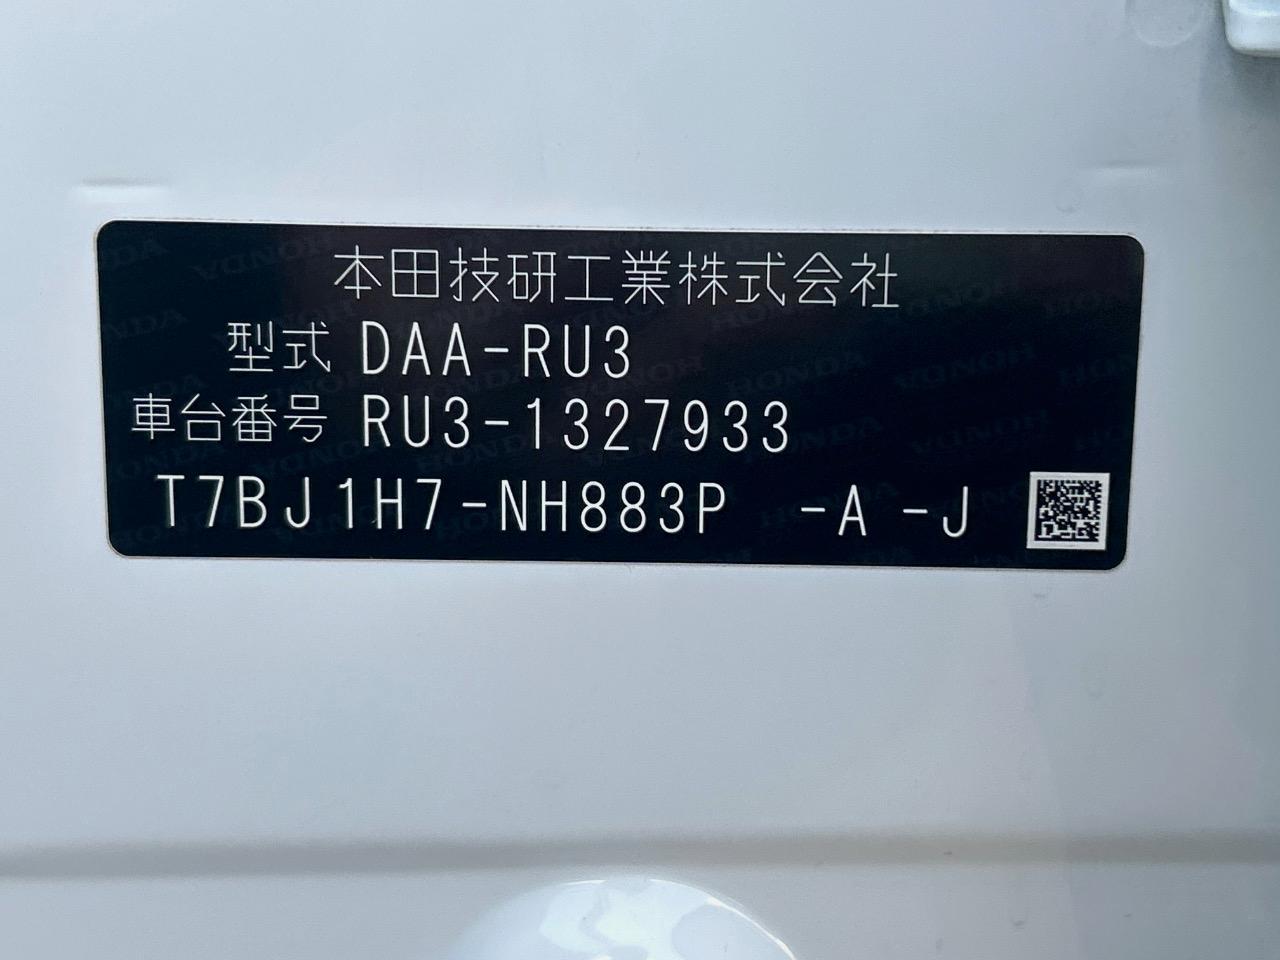 本田技研工業株式会社
型式 DAA-RU3
車台番号 RU3-1327933
T7BJ1H7-NH883P -A -J